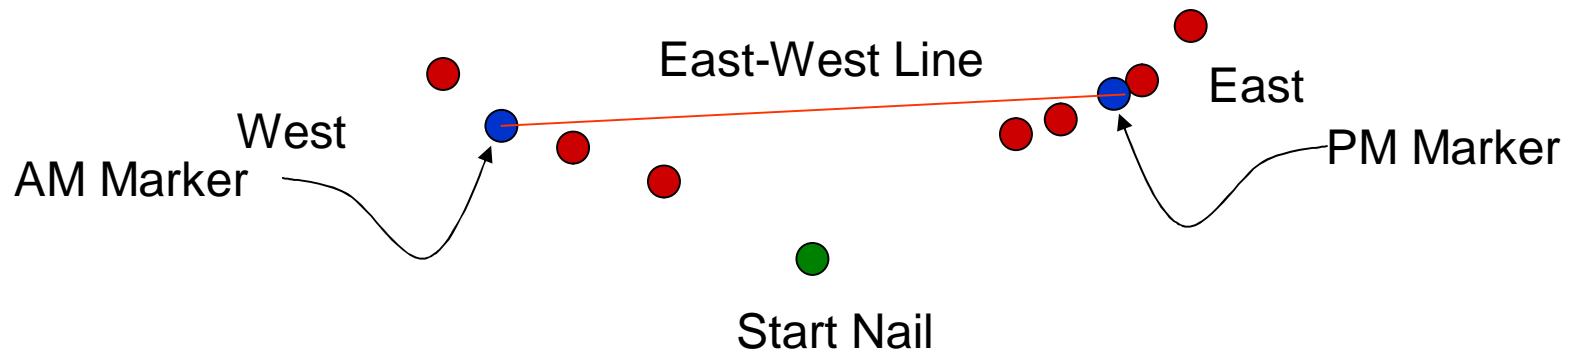 East-West Line
East
West
PM Marker
AM Marker
Start Nail